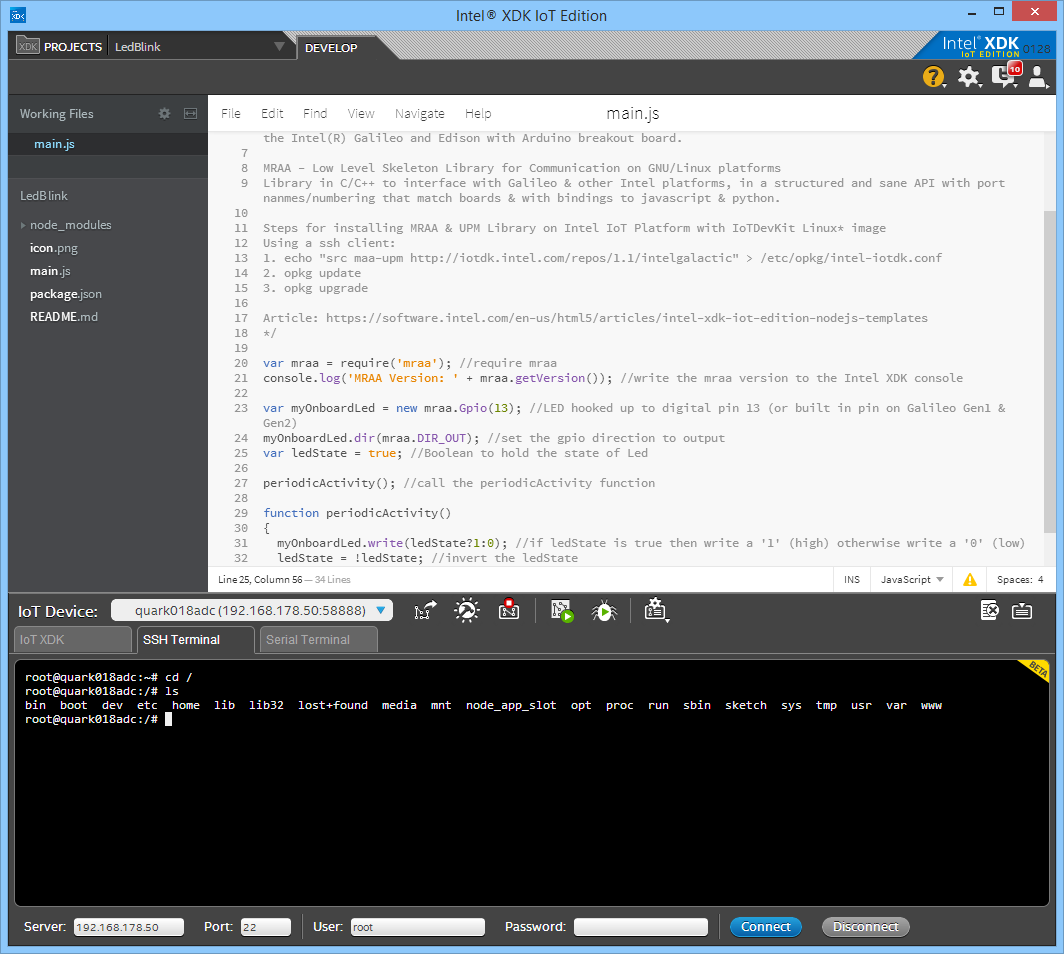 XDK
Intel® XDK IoT Edition
XDK PROJECTS LedBlink DEVELOP
Intel® XDK
IoT EDITION 0128
? 10
Working Files
main.js
LedBlink
node_modules
icon.png
main.js
package.json
README.md
File Edit Find View Navigate Help main.js
the Intel(R) Galileo and Edison with Arduino breakout board.
7
8 MRAA - Low Level Skeleton Library for Communication on GNU/Linux platforms
9 Library in C/C++ to interface with Galileo & other Intel platforms, in a structured and sane API with port
nanmes/numbering that match boards & with bindings to javascript & python.
10
11 Steps for installing MRAA & UPM Library on Intel IoT Platform with IoTDevKit Linux* image
12 Using a ssh client:
13 1. echo "src maa-upm http://iotdk.intel.com/repos/1.1/intelgalactic" > /etc/opkg/intel-iotdk.conf
14 2. opkg update
15 3. opkg upgrade
16
17 Article: https://software.intel.com/en-us/html5/articles/intel-xdk-iot-edition-nodejs-templates
18 */
19
20 var mraa = require('mraa'); //require mraa
21 console.log('MRAA Version: ' + mraa.getVersion()); //write the mraa version to the Intel XDK console
22
23 var myOnboardLed = new mraa.Gpio(13); //LED hooked up to digital pin 13 (or built in pin on Galileo Gen1 &
Gen2)
24 myOnboardLed.dir(mraa.DIR_OUT); //set the gpio direction to output
25 var ledState = true; //Boolean to hold the state of Led
26
27 periodicActivity(); //call the periodicActivity function
28
29 function periodicActivity()
30 {
31 myOnboardLed.write(ledState?1:0); //if ledState is true then write a '1' (high) otherwise write a '0' (low)
32 ledState = !ledState; //invert the ledState
Line 25, Column 56 — 34 Lines INS JavaScript Spaces: 4
IoT Device: quark018adc (192.168.178.50:58888)
IoT XDK SSH Terminal Serial Terminal
BETA
root@quark018adc:~# cd /
root@quark018adc:/# ls
bin boot dev etc home lib lib32 lost+found media mnt node_app_slot opt proc run sbin sketch sys tmp usr var www
root@quark018adc:/#
Server: 192.168.178.50 Port: 22 User: root Password: Connect Disconnect